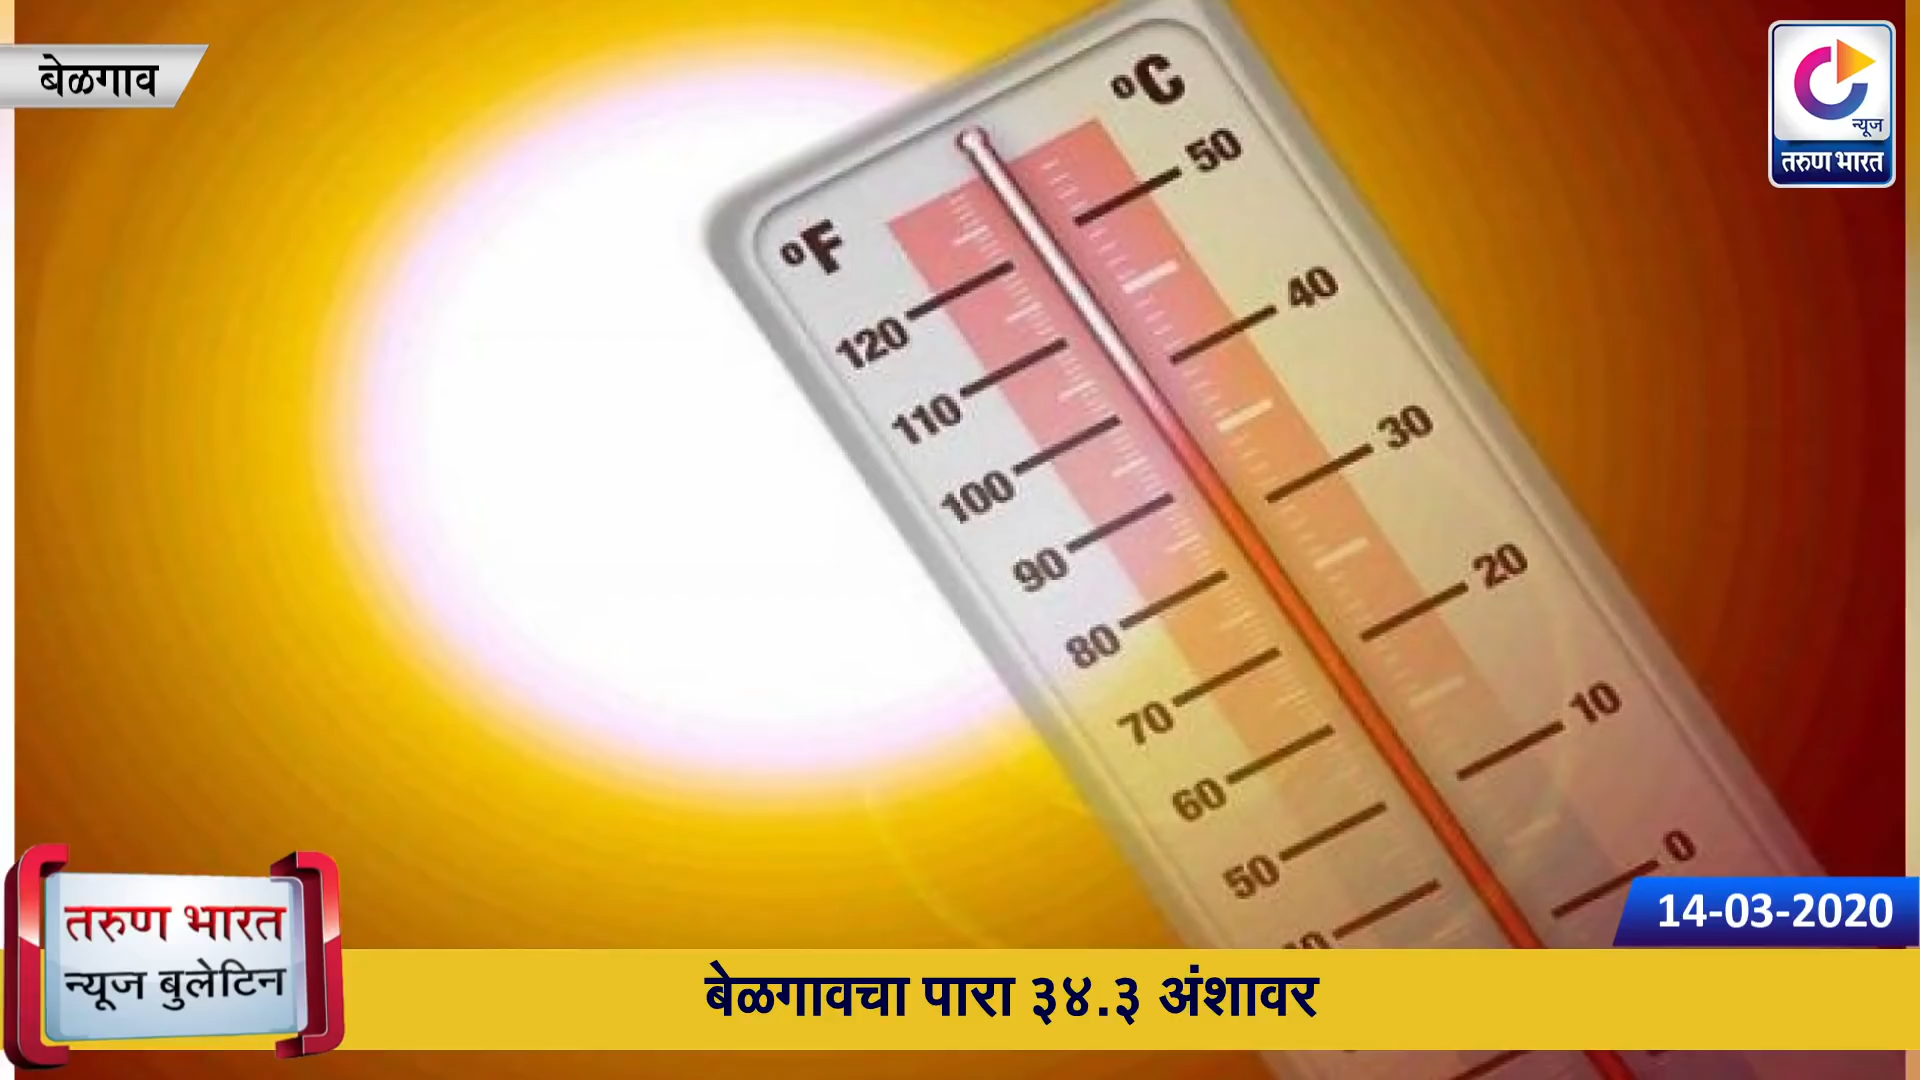 बेळगाव
न्यूज
तरुण भारत
°C
°F
50
40
30
20
10
0
120
110
100
90
80
70
60
50
40
14-03-2020
तरुण भारत
न्यूज बुलेटिन
बेळगावचा पारा ३४.३ अंशावर